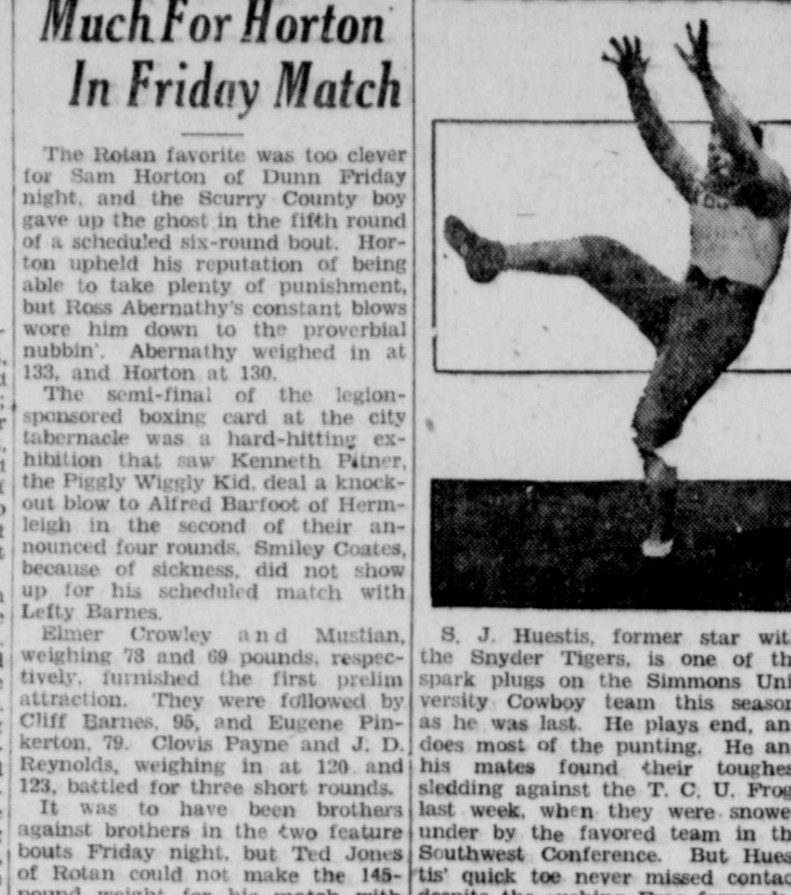 Much For Horton
In Friday Match
The Rotan favorite was too clever
for Sam Horton of Dunn Friday
night, and the Scurry County boy
gave up the ghost in the fifth round
of a scheduled six-round bout. Hor-
ton upheld his reputation of being
able to take plenty of punishment,
but Ross Abernathy's constant blows
wore him down to the proverbial
nubbin'. Abernathy weighed in at
133, and Horton at 130.
The semi-final of the legion-
sponsored boxing card at the city
tabernacle was a hard-hitting ex-
hibition that saw Kenneth Pitner,
the Piggly Wiggly Kid, deal a knock-
out blow to Alfred Barfoot of Herm-
leigh in the second of their an-
nounced four rounds. Smiley Coates,
because of sickness, did not show
up for his scheduled match with
Lefty Barnes.
Elmer Crowley and Mustian,
weighing 73 and 69 pounds, respec-
tively, furnished the first prelim
attraction. They were followed by
Cliff Barnes, 95, and Eugene Pin-
kerton, 79. Clovis Payne and J. D.
Reynolds, weighing in at 120 and
123, battled for three short rounds.
It was to have been brothers
against brothers in the two feature
bouts Friday night, but Ted Jones
of Rotan could not make the 145-
pound weight for his match with
S. J. Huestis, former star wit
the Snyder Tigers, is one of th
spark plugs on the Simmons Uni
versity Cowboy team this season
as he was last. He plays end, an
does most of the punting. He an
his mates found their toughes
sledding against the T. C. U. Frog
last week, when they were snowe
under by the favored team in th
Southwest Conference. But Hues
tis' quick toe never missed contac
despite the